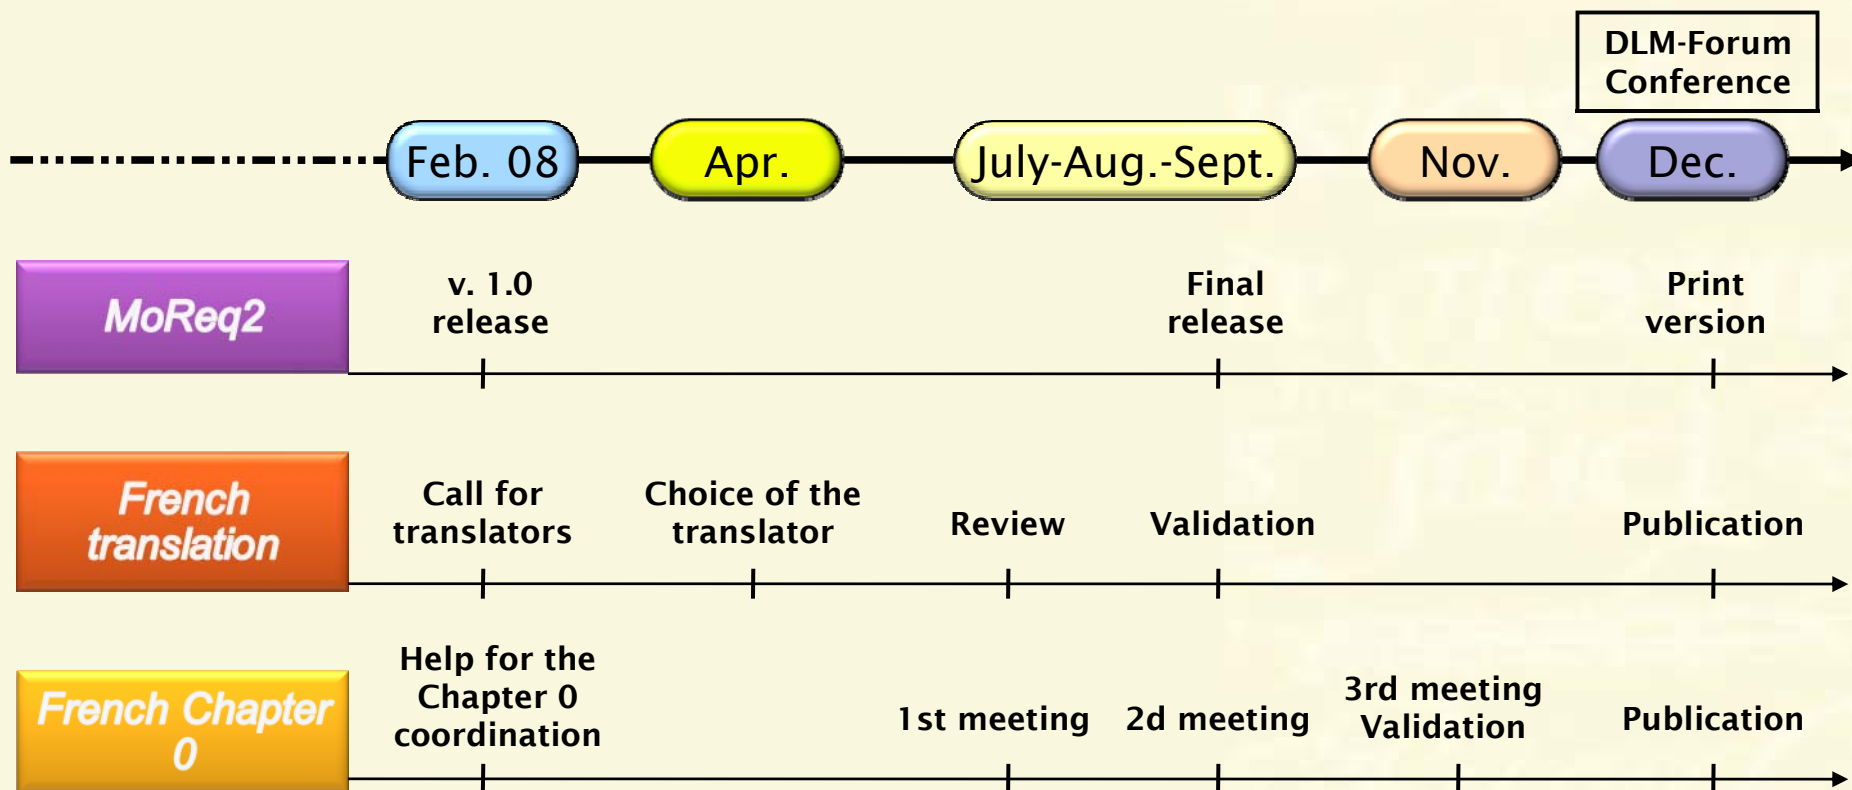 DLM-Forum
Conference
Feb. 08
Apr.
July-Aug.-Sept.
Nov.
Dec.
MoReq2
v. 1.0
release
Final
release
Print
version
French
translation
Call for
translators
Choice of the
translator
Review
Validation
Publication
French Chapter
0
Help for the
Chapter 0
coordination
1st meeting
2d meeting
3rd meeting
Validation
Publication